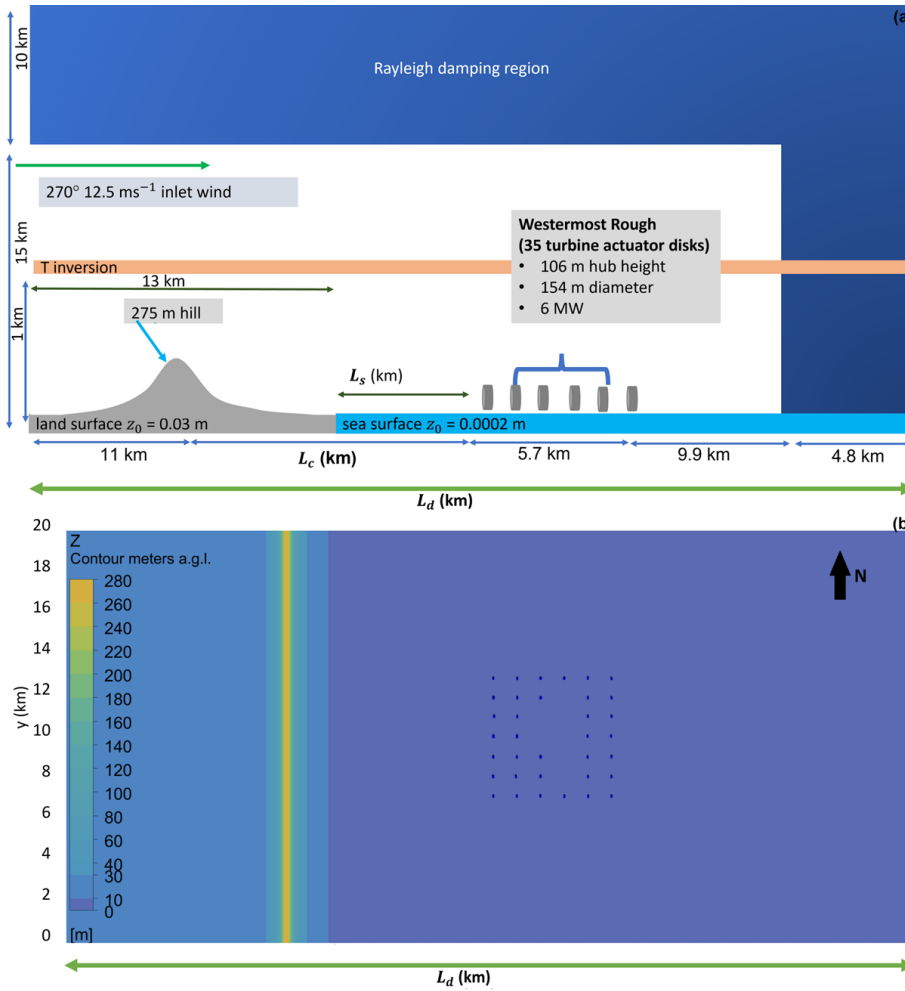 (a)
10 km
Rayleigh damping region
270° 12.5 ms⁻¹ inlet wind
15 km
Westermost Rough
(35 turbine actuator disks)
• 106 m hub height
• 154 m diameter
• 6 MW
T inversion
13 km
1 km
275 m hill
L_s (km)
land surface z₀ = 0.03 m
sea surface z₀ = 0.0002 m
11 km
L_c (km)
5.7 km
9.9 km
4.8 km
L_d (km)
(b
Z
Contour meters a.g.l.
N
y (km)
20
18
16
14
12
10
8
6
4
2
0
280
260
240
220
200
180
160
140
120
100
80
60
40
30
10
0
[m]
L_d (km)